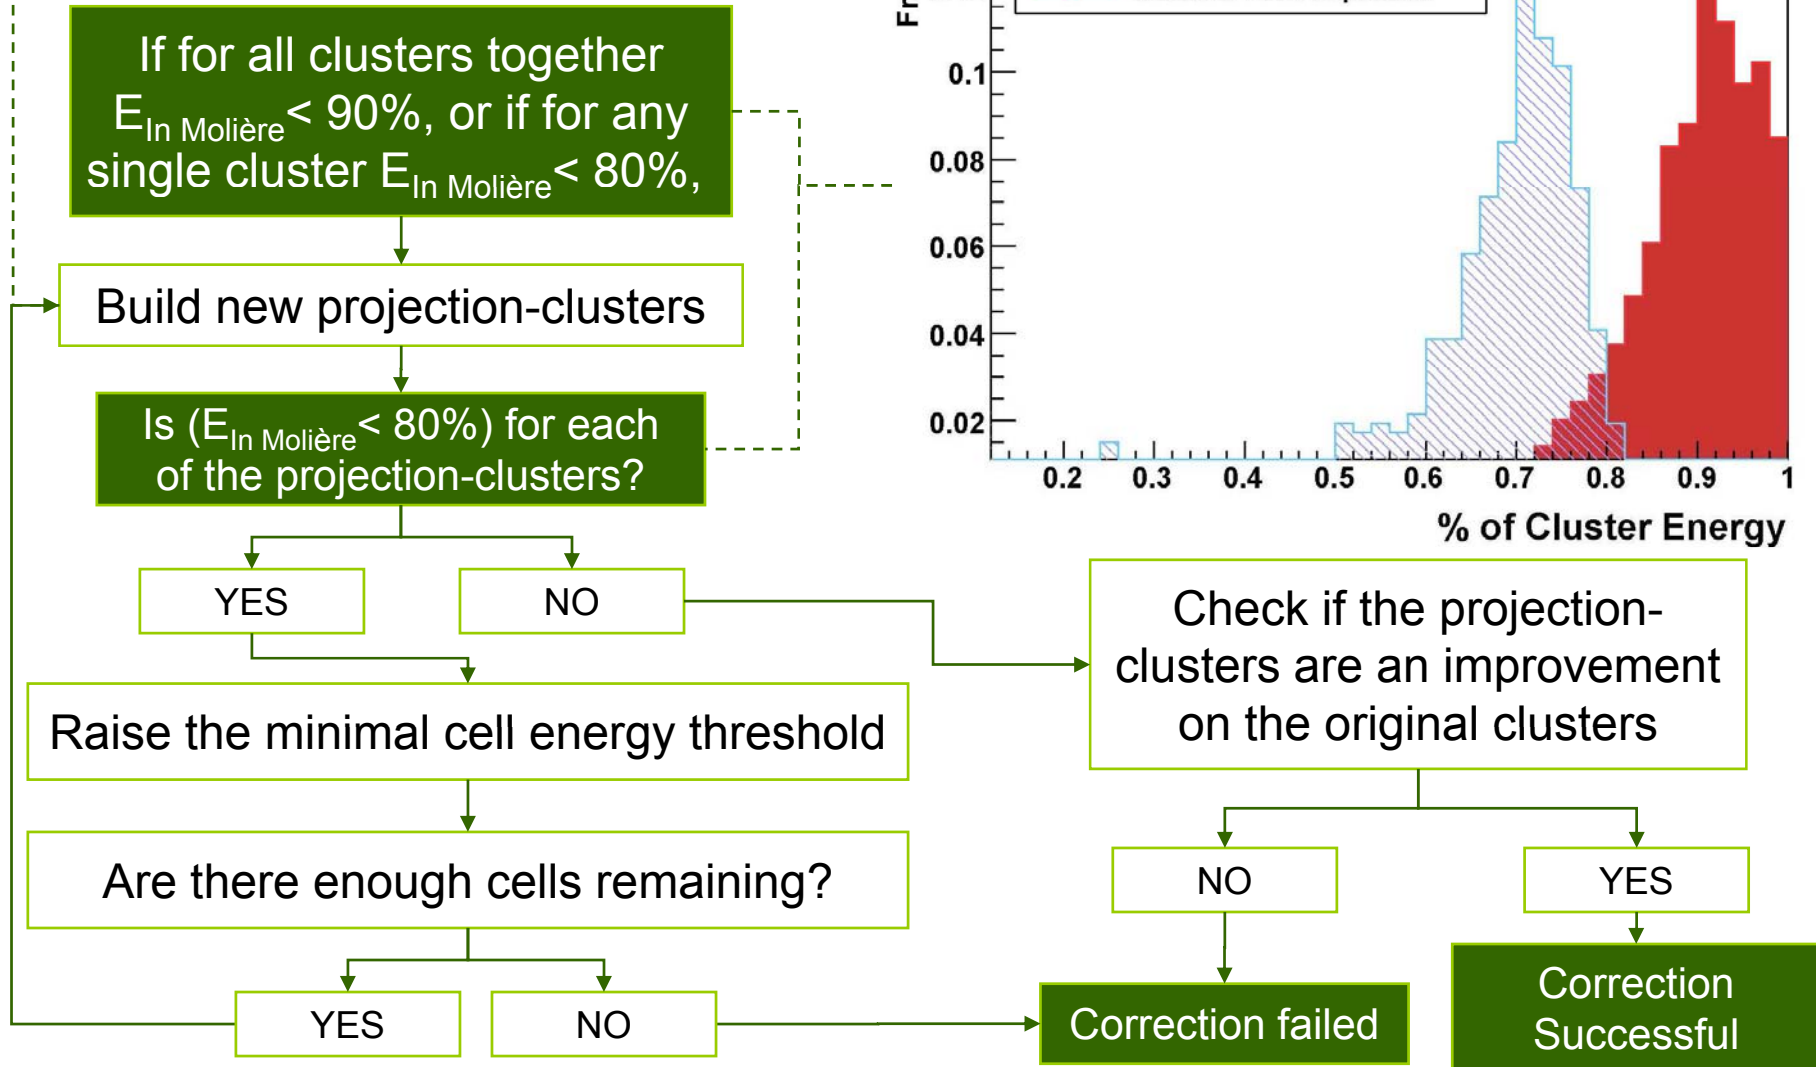 If for all clusters together
E_In Molière < 90%, or if for any
single cluster E_In Molière < 80%,
Build new projection-clusters
Is (E_In Molière < 80%) for each
of the projection-clusters?
YES
NO
Raise the minimal cell energy threshold
Are there enough cells remaining?
YES
NO
Fr
0.1
0.08
0.06
0.04
0.02
0.2 0.3 0.4 0.5 0.6 0.7 0.8 0.9 1
% of Cluster Energy
Check if the projection-
clusters are an improvement
on the original clusters
NO
YES
Correction failed
Correction
Successful